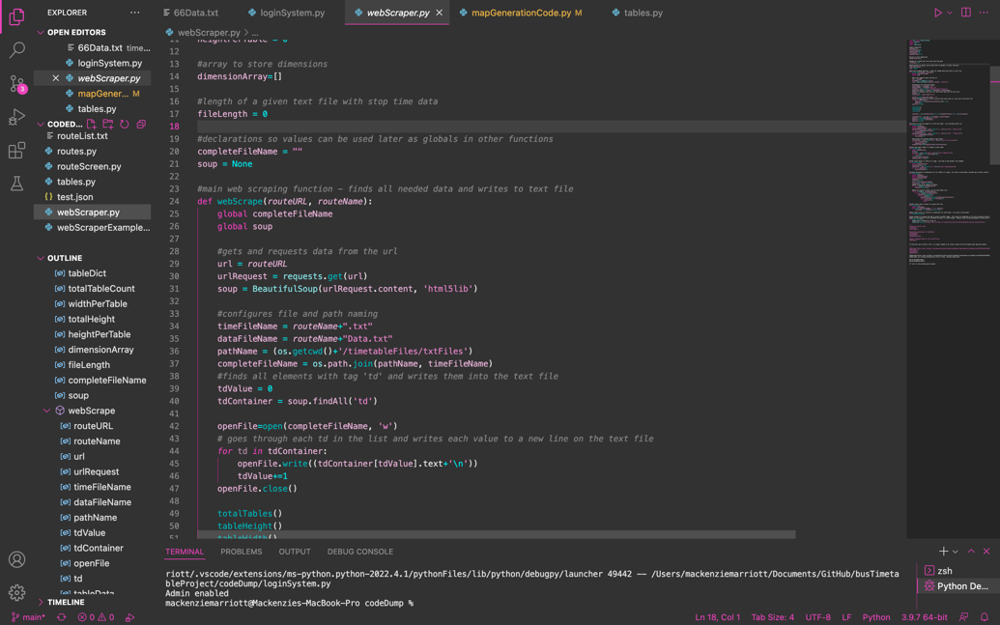 EXPLORER
OPEN EDITORS
66Data.txt time...
loginSystem.py
webScraper.py
mapGener... M
tables.py
CODED...
routeList.txt
routes.py
routeScreen.py
tables.py
{} test.json
webScraper.py
webScraperExample...
OUTLINE
tableDict
totalTableCount
widthPerTable
totalHeight
heightPerTable
dimensionArray
fileLength
completeFileName
soup
webScrape
routeURL
routeName
url
urlRequest
timeFileName
dataFileName
pathName
tdValue
tdContainer
openFile
td
tableData
TIMELINE
3
66Data.txt
loginSystem.py
webScraper.py
mapGenerationCode.py M
tables.py
webScraper.py > ...
11 heightPerTable = 0
12
13 #array to store dimensions
14 dimensionArray=[]
15
16 #length of a given text file with stop time data
17 fileLength = 0
18
19 #declarations so values can be used later as globals in other functions
20 completeFileName = ""
21 soup = None
22
23 #main web scraping function – finds all needed data and writes to text file
24 def webScrape(routeURL, routeName):
25 global completeFileName
26 global soup
27
28 #gets and requests data from the url
29 url = routeURL
30 urlRequest = requests.get(url)
31 soup = BeautifulSoup(urlRequest.content, 'html5lib')
32
33 #configures file and path naming
34 timeFileName = routeName+".txt"
35 dataFileName = routeName+"Data.txt"
36 pathName = (os.getcwd()+'/timetableFiles/txtFiles')
37 completeFileName = os.path.join(pathName, timeFileName)
38 #finds all elements with tag 'td' and writes them into the text file
39 tdValue = 0
40 tdContainer = soup.findAll('td')
41
42 openFile=open(completeFileName, 'w')
43 # goes through each td in the list and writes each value to a new line on the text file
44 for td in tdContainer:
45 openFile.write((tdContainer[tdValue].text+'\n'))
46 tdValue+=1
47 openFile.close()
48
49 totalTables()
50 tableHeight()
51 tableWidth()
TERMINAL PROBLEMS OUTPUT DEBUG CONSOLE
riott/.vscode/extensions/ms-python.python-2022.4.1/pythonFiles/lib/python/debugpy/launcher 49442 -- /Users/mackenziemarriott/Documents/GitHub/busTimeta
bleProject/codeDump/loginSystem.py
Admin enabled
mackenziemarriott@Mackenzies-MacBook-Pro codeDump %
zsh
Python De...
main* 0 0 Ln 18, Col 1 Tab Size: 4 UTF-8 LF Python 3.9.7 64-bit